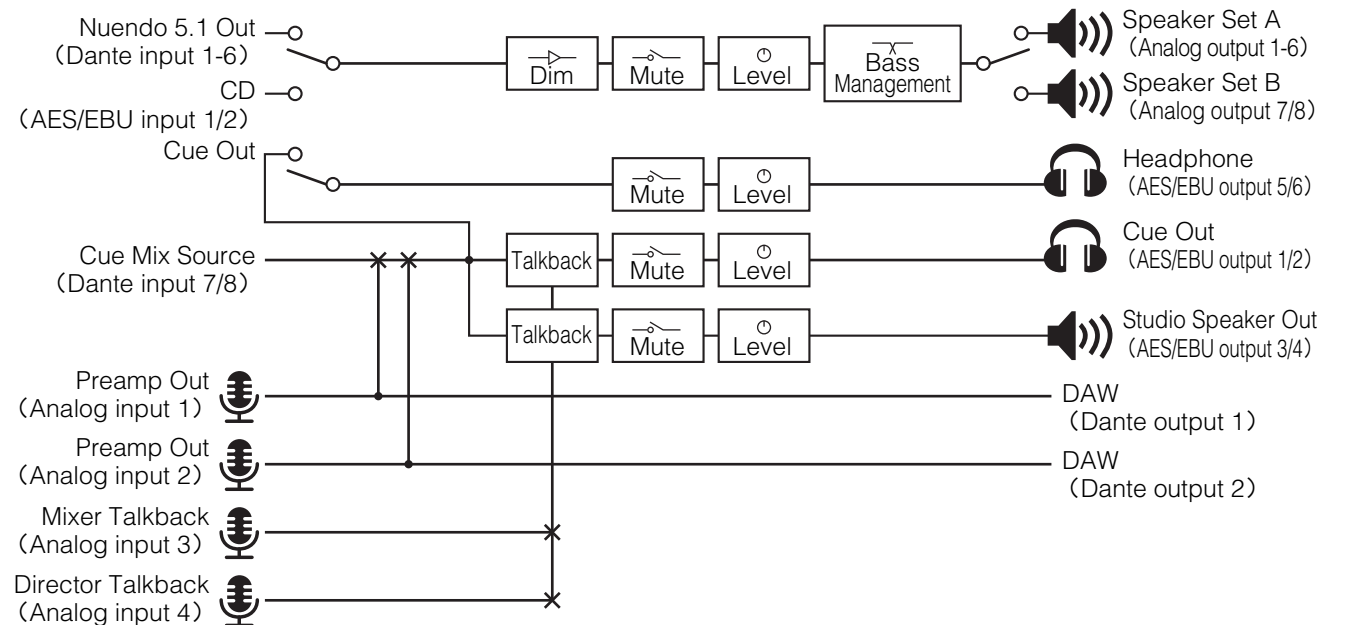 Nuendo 5.1 Out
（Dante input 1-6）
CD
（AES/EBU input 1/2）
Cue Out
Cue Mix Source
（Dante input 7/8）
Preamp Out
（Analog input 1）
Preamp Out
（Analog input 2）
Mixer Talkback
（Analog input 3）
Director Talkback
（Analog input 4）
Dim
Mute
Level
Bass
Management
Mute
Level
Talkback
Mute
Level
Talkback
Mute
Level
Speaker Set A
（Analog output 1-6）
Speaker Set B
（Analog output 7/8）
Headphone
（AES/EBU output 5/6）
Cue Out
（AES/EBU output 1/2）
Studio Speaker Out
（AES/EBU output 3/4）
DAW
（Dante output 1）
DAW
（Dante output 2）